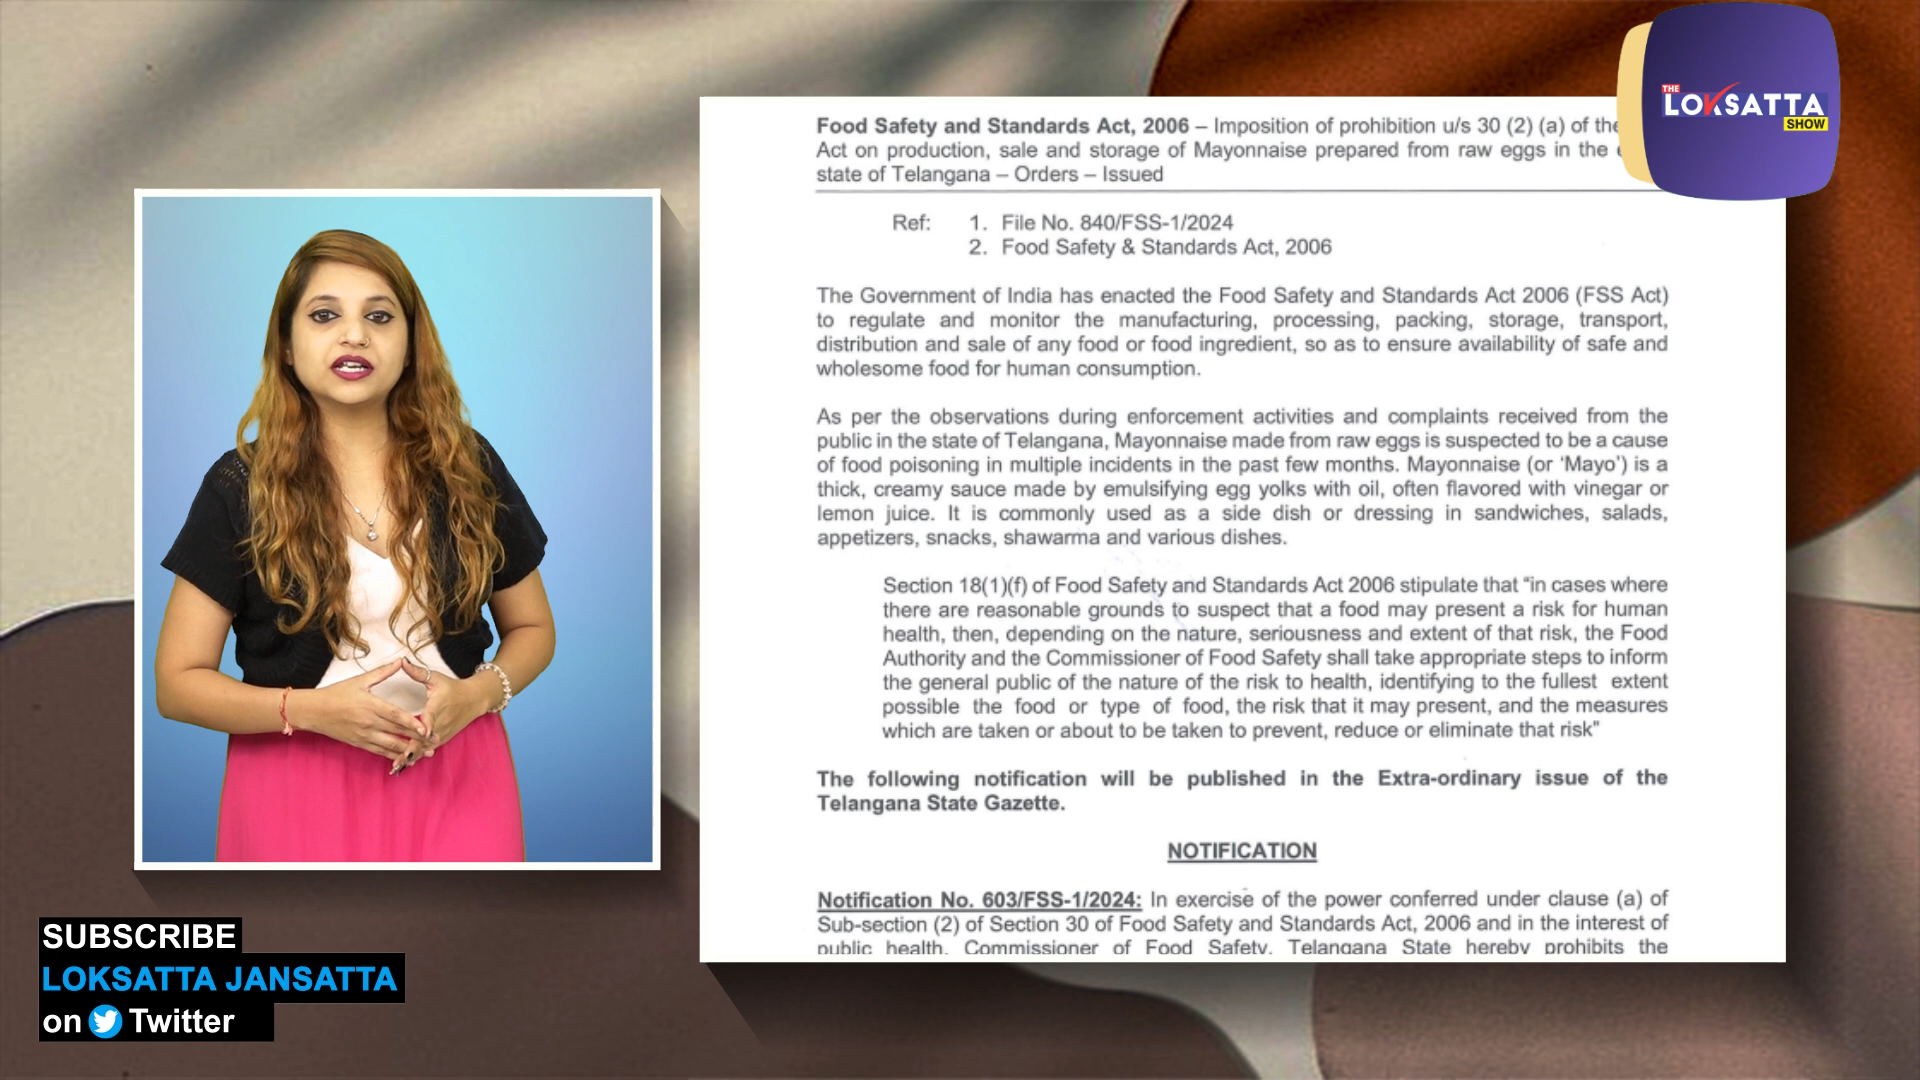 THE
LOKSATTA
SHOW
Food Safety and Standards Act, 2006 – Imposition of prohibition u/s 30 (2) (a) of the
Act on production, sale and storage of Mayonnaise prepared from raw eggs in the
state of Telangana – Orders – Issued
Ref: 1. File No. 840/FSS-1/2024
2. Food Safety & Standards Act, 2006
The Government of India has enacted the Food Safety and Standards Act 2006 (FSS Act)
to regulate and monitor the manufacturing, processing, packing, storage, transport,
distribution and sale of any food or food ingredient, so as to ensure availability of safe and
wholesome food for human consumption.
As per the observations during enforcement activities and complaints received from the
public in the state of Telangana, Mayonnaise made from raw eggs is suspected to be a cause
of food poisoning in multiple incidents in the past few months. Mayonnaise (or ‘Mayo’) is a
thick, creamy sauce made by emulsifying egg yolks with oil, often flavored with vinegar or
lemon juice. It is commonly used as a side dish or dressing in sandwiches, salads,
appetizers, snacks, shawarma and various dishes.
Section 18(1)(f) of Food Safety and Standards Act 2006 stipulate that “in cases where
there are reasonable grounds to suspect that a food may present a risk for human
health, then, depending on the nature, seriousness and extent of that risk, the Food
Authority and the Commissioner of Food Safety shall take appropriate steps to inform
the general public of the nature of the risk to health, identifying to the fullest extent
possible the food or type of food, the risk that it may present, and the measures
which are taken or about to be taken to prevent, reduce or eliminate that risk”
The following notification will be published in the Extra-ordinary issue of the
Telangana State Gazette.
NOTIFICATION
Notification No. 603/FSS-1/2024: In exercise of the power conferred under clause (a) of
Sub-section (2) of Section 30 of Food Safety and Standards Act, 2006 and in the interest of
public health, Commissioner of Food Safety, Telangana State hereby prohibits the
SUBSCRIBE
LOKSATTA JANSATTA
on Twitter